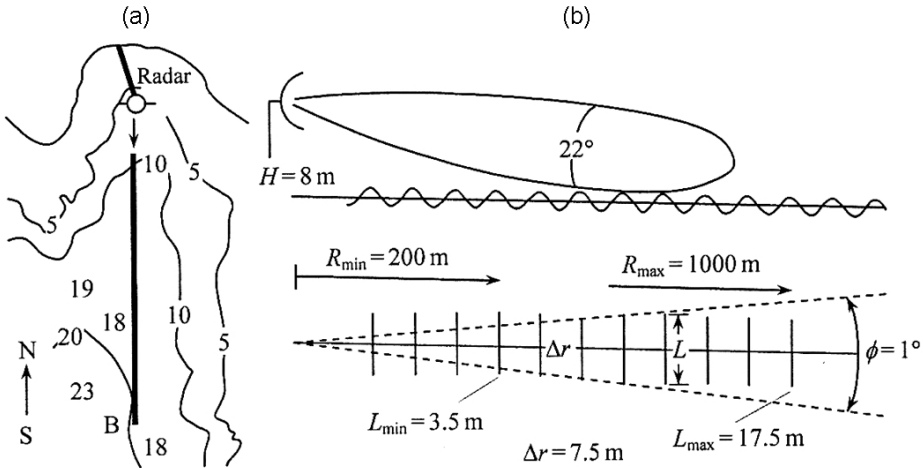 (a)
Radar
10
5
5
19
18
10
20
5
N
23
S
B
18
(b)
22°
H = 8 m
R_min = 200 m
R_max = 1000 m
Δr
L
ϕ = 1°
L_min = 3.5 m
L_max = 17.5 m
Δr = 7.5 m